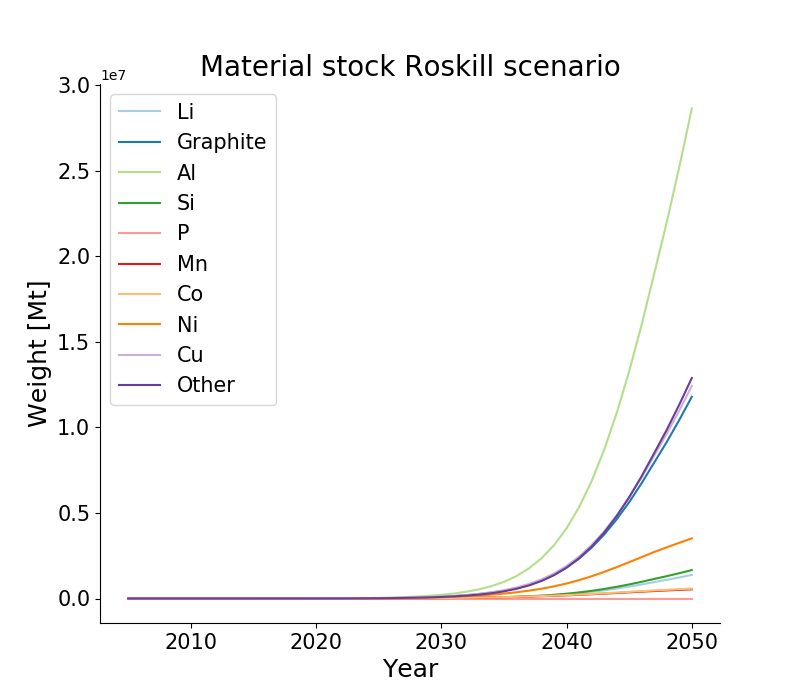 Material stock Roskill scenario
1e7
3.0
2.5
2.0
1.5
1.0
0.5
0.0
Weight [Mt]
Li
Graphite
Al
Si
P
Mn
Co
Ni
Cu
Other
2010 2020 2030 2040 2050
Year